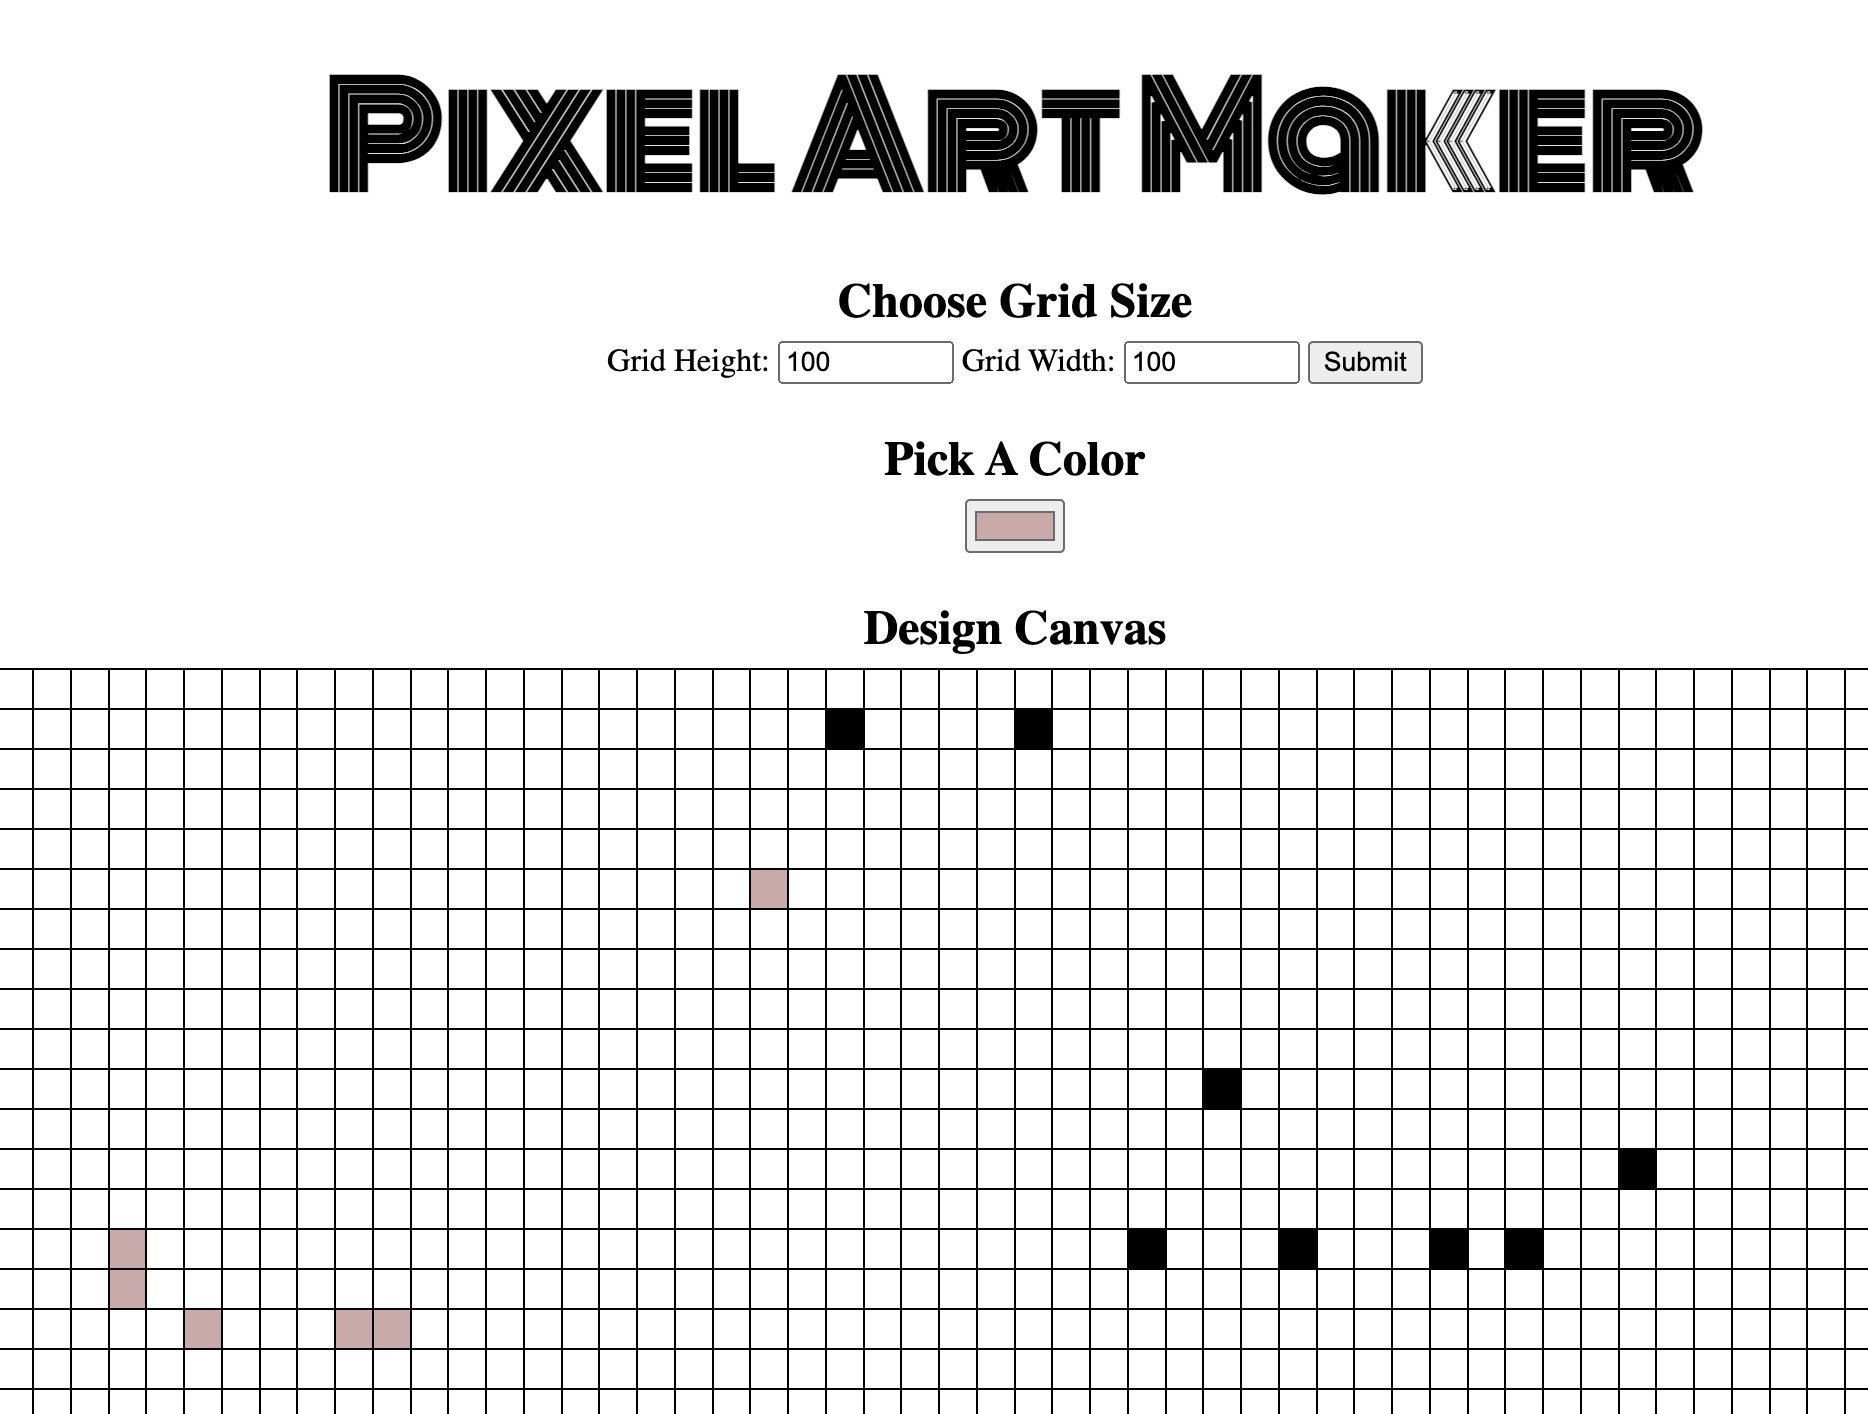 Pixel Art Maker
Choose Grid Size
Grid Height: 100 Grid Width: 100 Submit
Pick A Color
Design Canvas